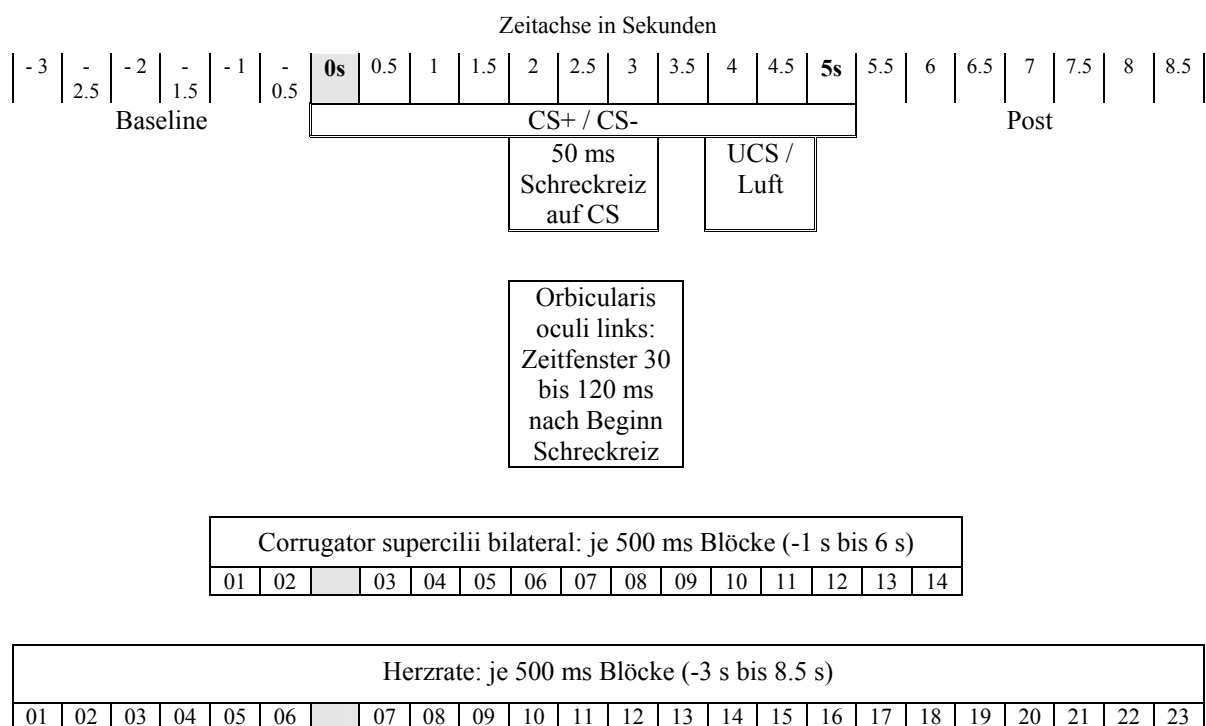 Zeitachse in Sekunden
- 3 - 2.5 - 2 - 1.5 - 1 - 0.5 0s 0.5 1 1.5 2 2.5 3 3.5 4 4.5 5s 5.5 6 6.5 7 7.5 8 8.5
Baseline CS+ / CS- Post
50 ms
Schreckreiz
auf CS
UCS /
Luft
Orbicularis
oculi links:
Zeitfenster 30
bis 120 ms
nach Beginn
Schreckreiz
Corrugator supercilii bilateral: je 500 ms Blöcke (-1 s bis 6 s)
01 02 03 04 05 06 07 08 09 10 11 12 13 14
Herzrate: je 500 ms Blöcke (-3 s bis 8.5 s)
01 02 03 04 05 06 07 08 09 10 11 12 13 14 15 16 17 18 19 20 21 22 23